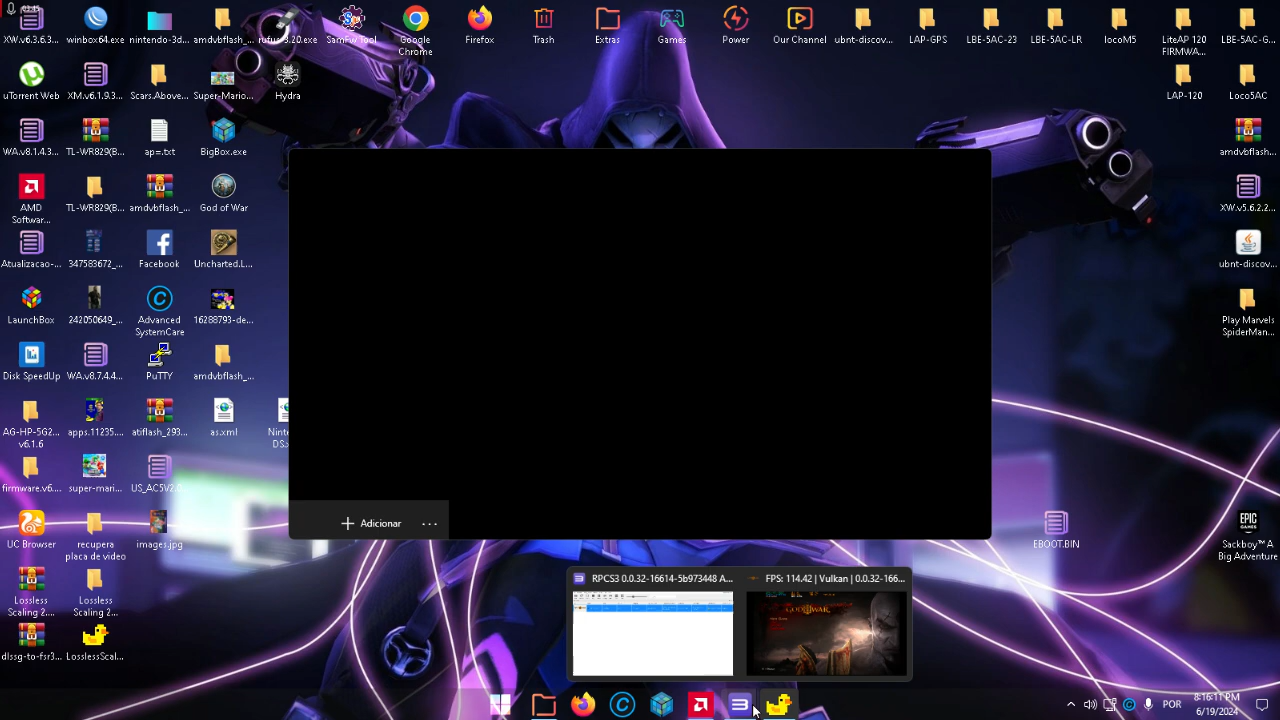 XW.v6.3.6.3...
winbox64.exe
nintendo-3d...
amdvbflash_...
rufus-3.20.exe
SamFw Tool
Google
Chrome
Firefox
Trash
Extras
Games
Power
Our Channel
ubnt-discov...
LAP-GPS
LBE-5AC-23
LBE-5AC-LR
locoM5
LiteAP 120
FIRMWA...
LBE-5AC-G...
uTorrent Web
XM.v6.1.9.3...
Scars.Above...
Super-Mario...
Hydra
LAP-120
Loco5AC
WA.v8.1.4.3...
TL-WR829(B...
ap=.txt
BigBox.exe
amdvbflash...
AMD
Softwar...
TL-WR829(B...
amdvbflash_...
God of War
XW.v5.6.2.2...
Atualizacao-...
347583672_...
Facebook
Uncharted.L...
ubnt-discov...
LaunchBox
242050649_...
Advanced
SystemCare
16288793-de...
Play Marvels
SpiderMan...
Disk SpeedUp
WA.v8.7.4.4...
PuTTY
amdvbflash_...
AG-HP-5G2...
v6.1.6
apps.11235...
atiflash_293...
as.xml
firmware.v6...
super-mari...
US_AC5V2.0...
UC Browser
recupera
placa de video
images.jpg
Adicionar
EBOOT.BIN
EPIC
GAMES
Sackboy™ A
Big Adventure
Lossless
Scaling 2...
Lossless
Scaling 2...
RPCS3 0.0.32-16614-5b973448 A...
FPS: 114.42 | Vulkan | 0.0.32-166...
dlssg-to-fsr3...
LosslessScal...
POR
8:16:11 PM
6/19/2024